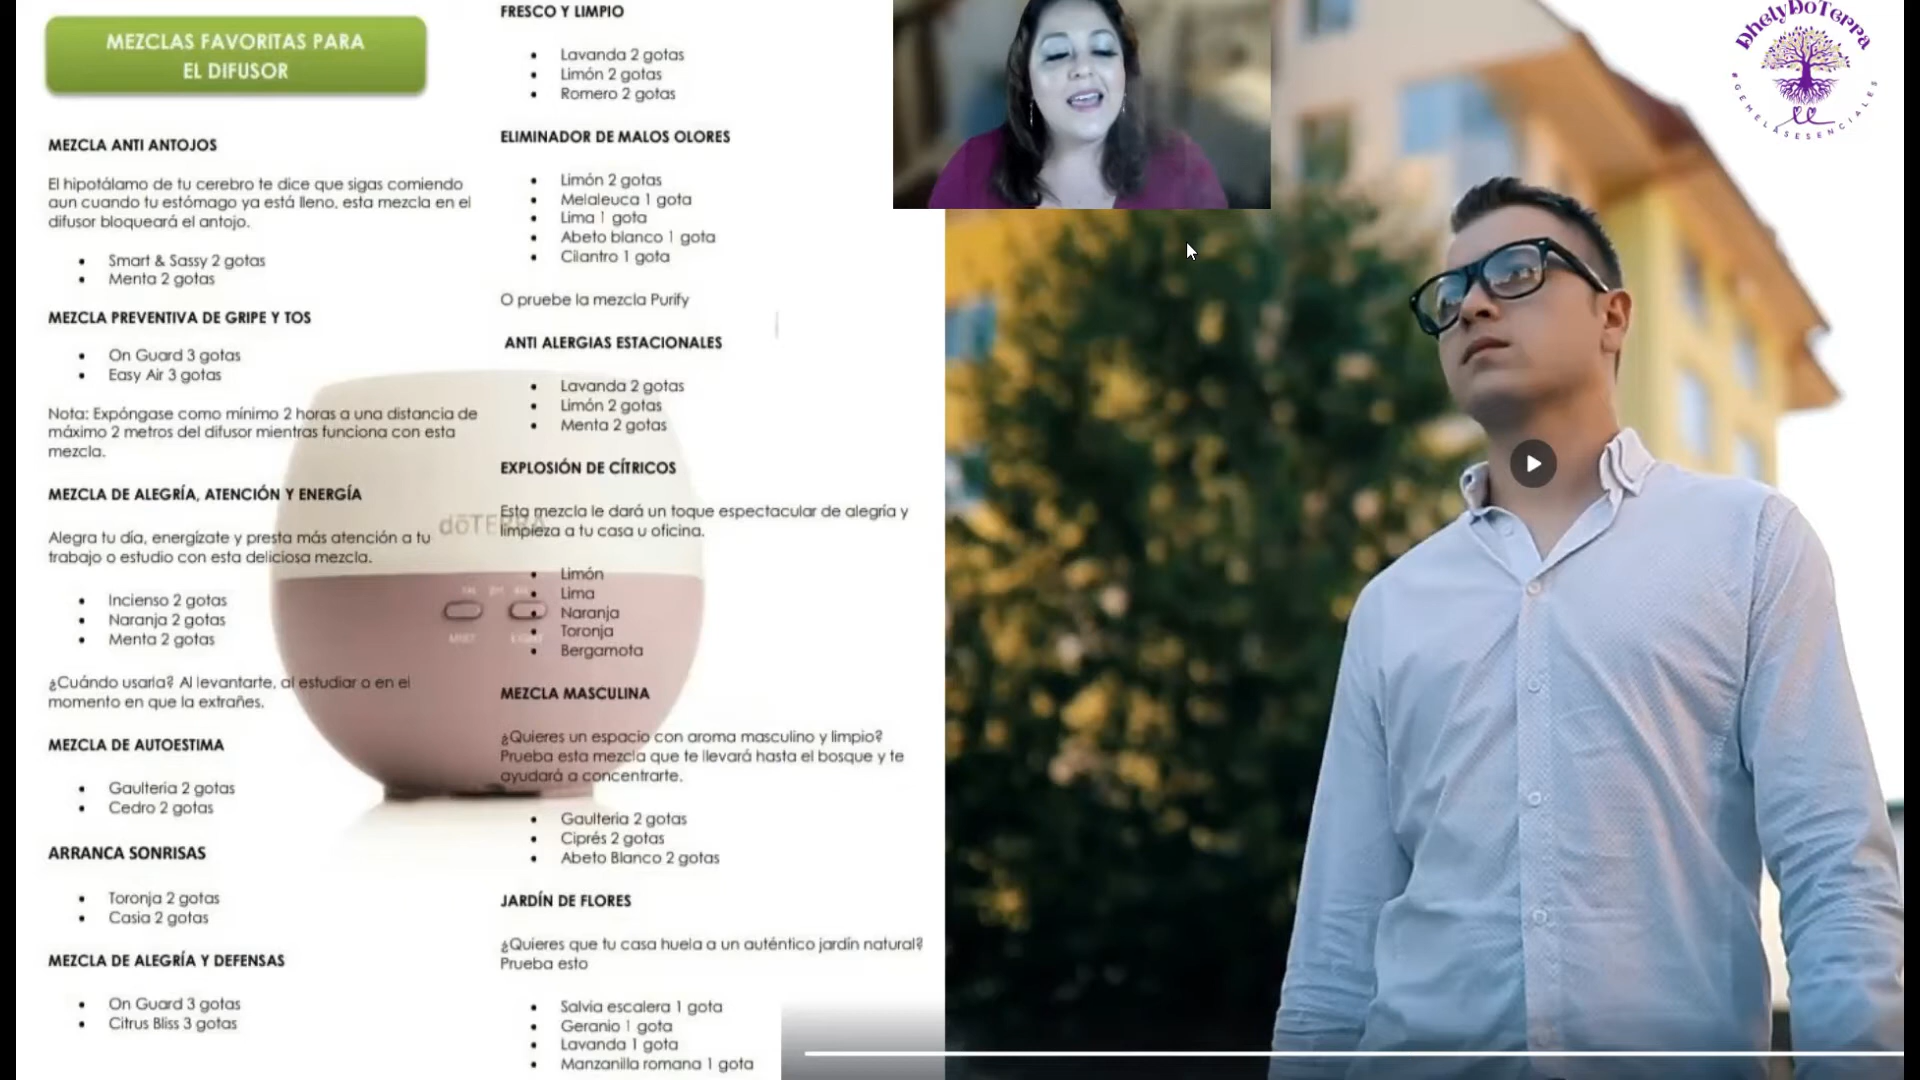 MEZCLAS FAVORITAS PARA
EL DIFUSOR
MEZCLA ANTI ANTOJOS
El hipotálamo de tu cerebro te dice que sigas comiendo
aun cuando tu estómago ya está lleno, esta mezcla en el
difusor bloqueará el antojo.
• Smart & Sassy 2 gotas
• Menta 2 gotas
MEZCLA PREVENTIVA DE GRIPE Y TOS
• On Guard 3 gotas
• Easy Air 3 gotas
Nota: Expóngase como mínimo 2 horas a una distancia de
máximo 2 metros del difusor mientras funciona con esta
mezcla.
MEZCLA DE ALEGRÍA, ATENCIÓN Y ENERGÍA
Alegra tu día, energízate y presta más atención a tu
trabajo o estudio con esta deliciosa mezcla.
• Incienso 2 gotas
• Naranja 2 gotas
• Menta 2 gotas
¿Cuándo usarla? Al levantarte, al estudiar o en el
momento en que la extrañes.
MEZCLA DE AUTOESTIMA
• Gaulteria 2 gotas
• Cedro 2 gotas
ARRANCA SONRISAS
• Toronja 2 gotas
• Casia 2 gotas
MEZCLA DE ALEGRÍA Y DEFENSAS
• On Guard 3 gotas
• Citrus Bliss 3 gotas
FRESCO Y LIMPIO
• Lavanda 2 gotas
• Limón 2 gotas
• Romero 2 gotas
ELIMINADOR DE MALOS OLORES
• Limón 2 gotas
• Melaleuca 1 gota
• Lima 1 gota
• Abeto blanco 1 gota
• Cilantro 1 gota
O pruebe la mezcla Purify
ANTI ALERGIAS ESTACIONALES
• Lavanda 2 gotas
• Limón 2 gotas
• Menta 2 gotas
EXPLOSIÓN DE CÍTRICOS
Esta mezcla le dará un toque espectacular de alegría y
limpieza a tu casa u oficina.
• Limón
• Lima
• Naranja
• Toronja
• Bergamota
MEZCLA MASCULINA
¿Quieres un espacio con aroma masculino y limpio?
Prueba esta mezcla que te llevará hasta el bosque y te
ayudará a concentrarte.
• Gaulteria 2 gotas
• Ciprés 2 gotas
• Abeto Blanco 2 gotas
JARDÍN DE FLORES
¿Quieres que tu casa huela a un auténtico jardín natural?
Prueba esto
• Salvia escalera 1 gota
• Geranio 1 gota
• Lavanda 1 gota
• Manzanilla romana 1 gota
dōTERRA
MIST
LIGHT
DhelyDoTerra
#GEMELASESENCIALES